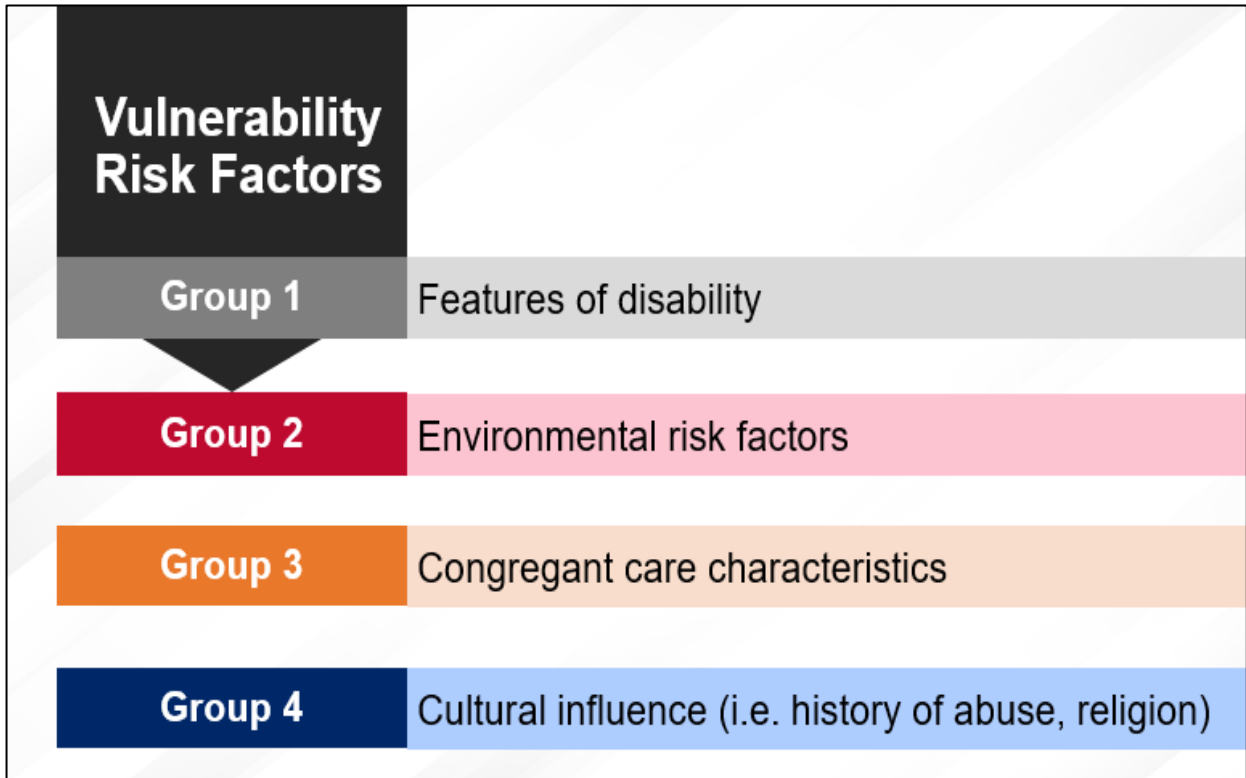 Vulnerability
Risk Factors
Group 1
Features of disability
Group 2
Environmental risk factors
Group 3
Congregant care characteristics
Group 4
Cultural influence (i.e. history of abuse, religion)